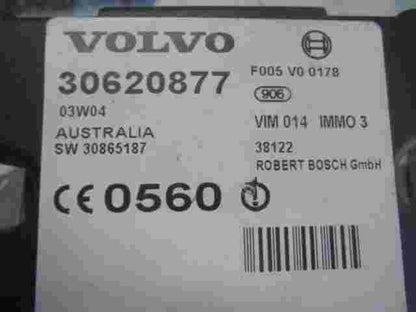 VOLVO
30620877
03W04
AUSTRALIA
SW 30865187
CE 0560
F005 V0 0178
906
VIM 014 IMMO 3
38122
ROBERT BOSCH GmbH